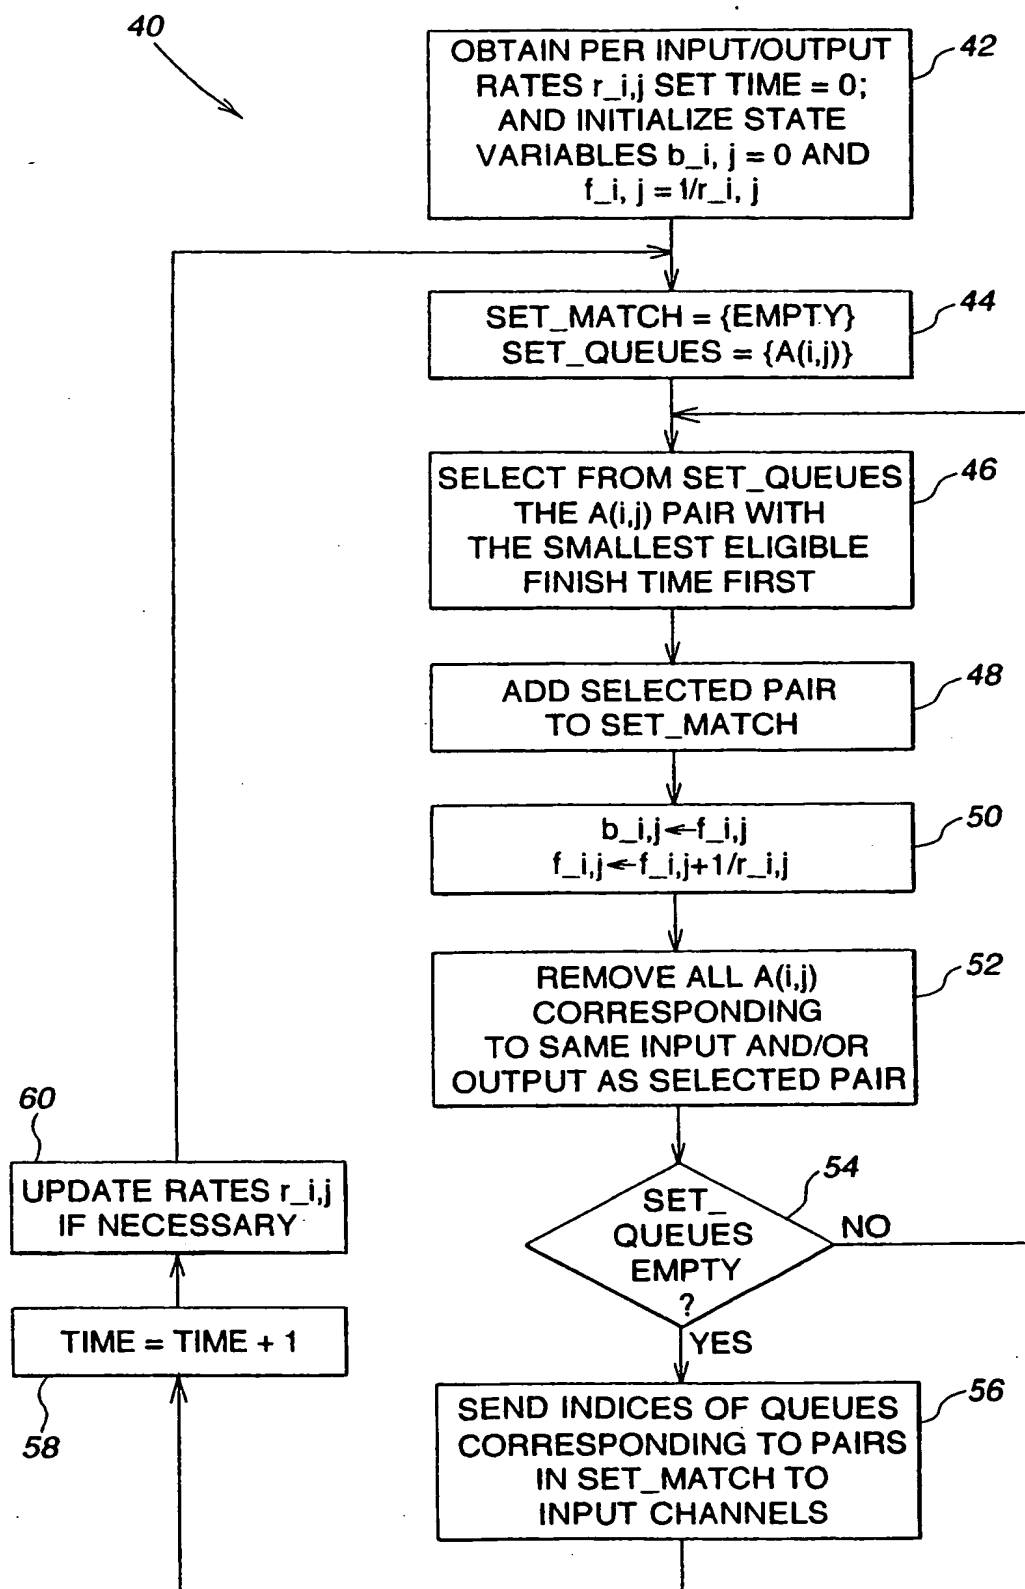 40
42
OBTAIN PER INPUT/OUTPUT
RATES r_i,j SET TIME = 0;
AND INITIALIZE STATE
VARIABLES b_i, j = 0 AND
f_i, j = 1/r_i, j
44
SET_MATCH = {EMPTY}
SET_QUEUES = {A(i,j)}
46
SELECT FROM SET_QUEUES
THE A(i,j) PAIR WITH
THE SMALLEST ELIGIBLE
FINISH TIME FIRST
48
ADD SELECTED PAIR
TO SET_MATCH
50
b_i,j←f_i,j
f_i,j←f_i,j+1/r_i,j
52
REMOVE ALL A(i,j)
CORRESPONDING
TO SAME INPUT AND/OR
OUTPUT AS SELECTED PAIR
54
SET_
QUEUES
EMPTY
?
NO
YES
56
SEND INDICES OF QUEUES
CORRESPONDING TO PAIRS
IN SET_MATCH TO
INPUT CHANNELS
58
TIME = TIME + 1
60
UPDATE RATES r_i,j
IF NECESSARY